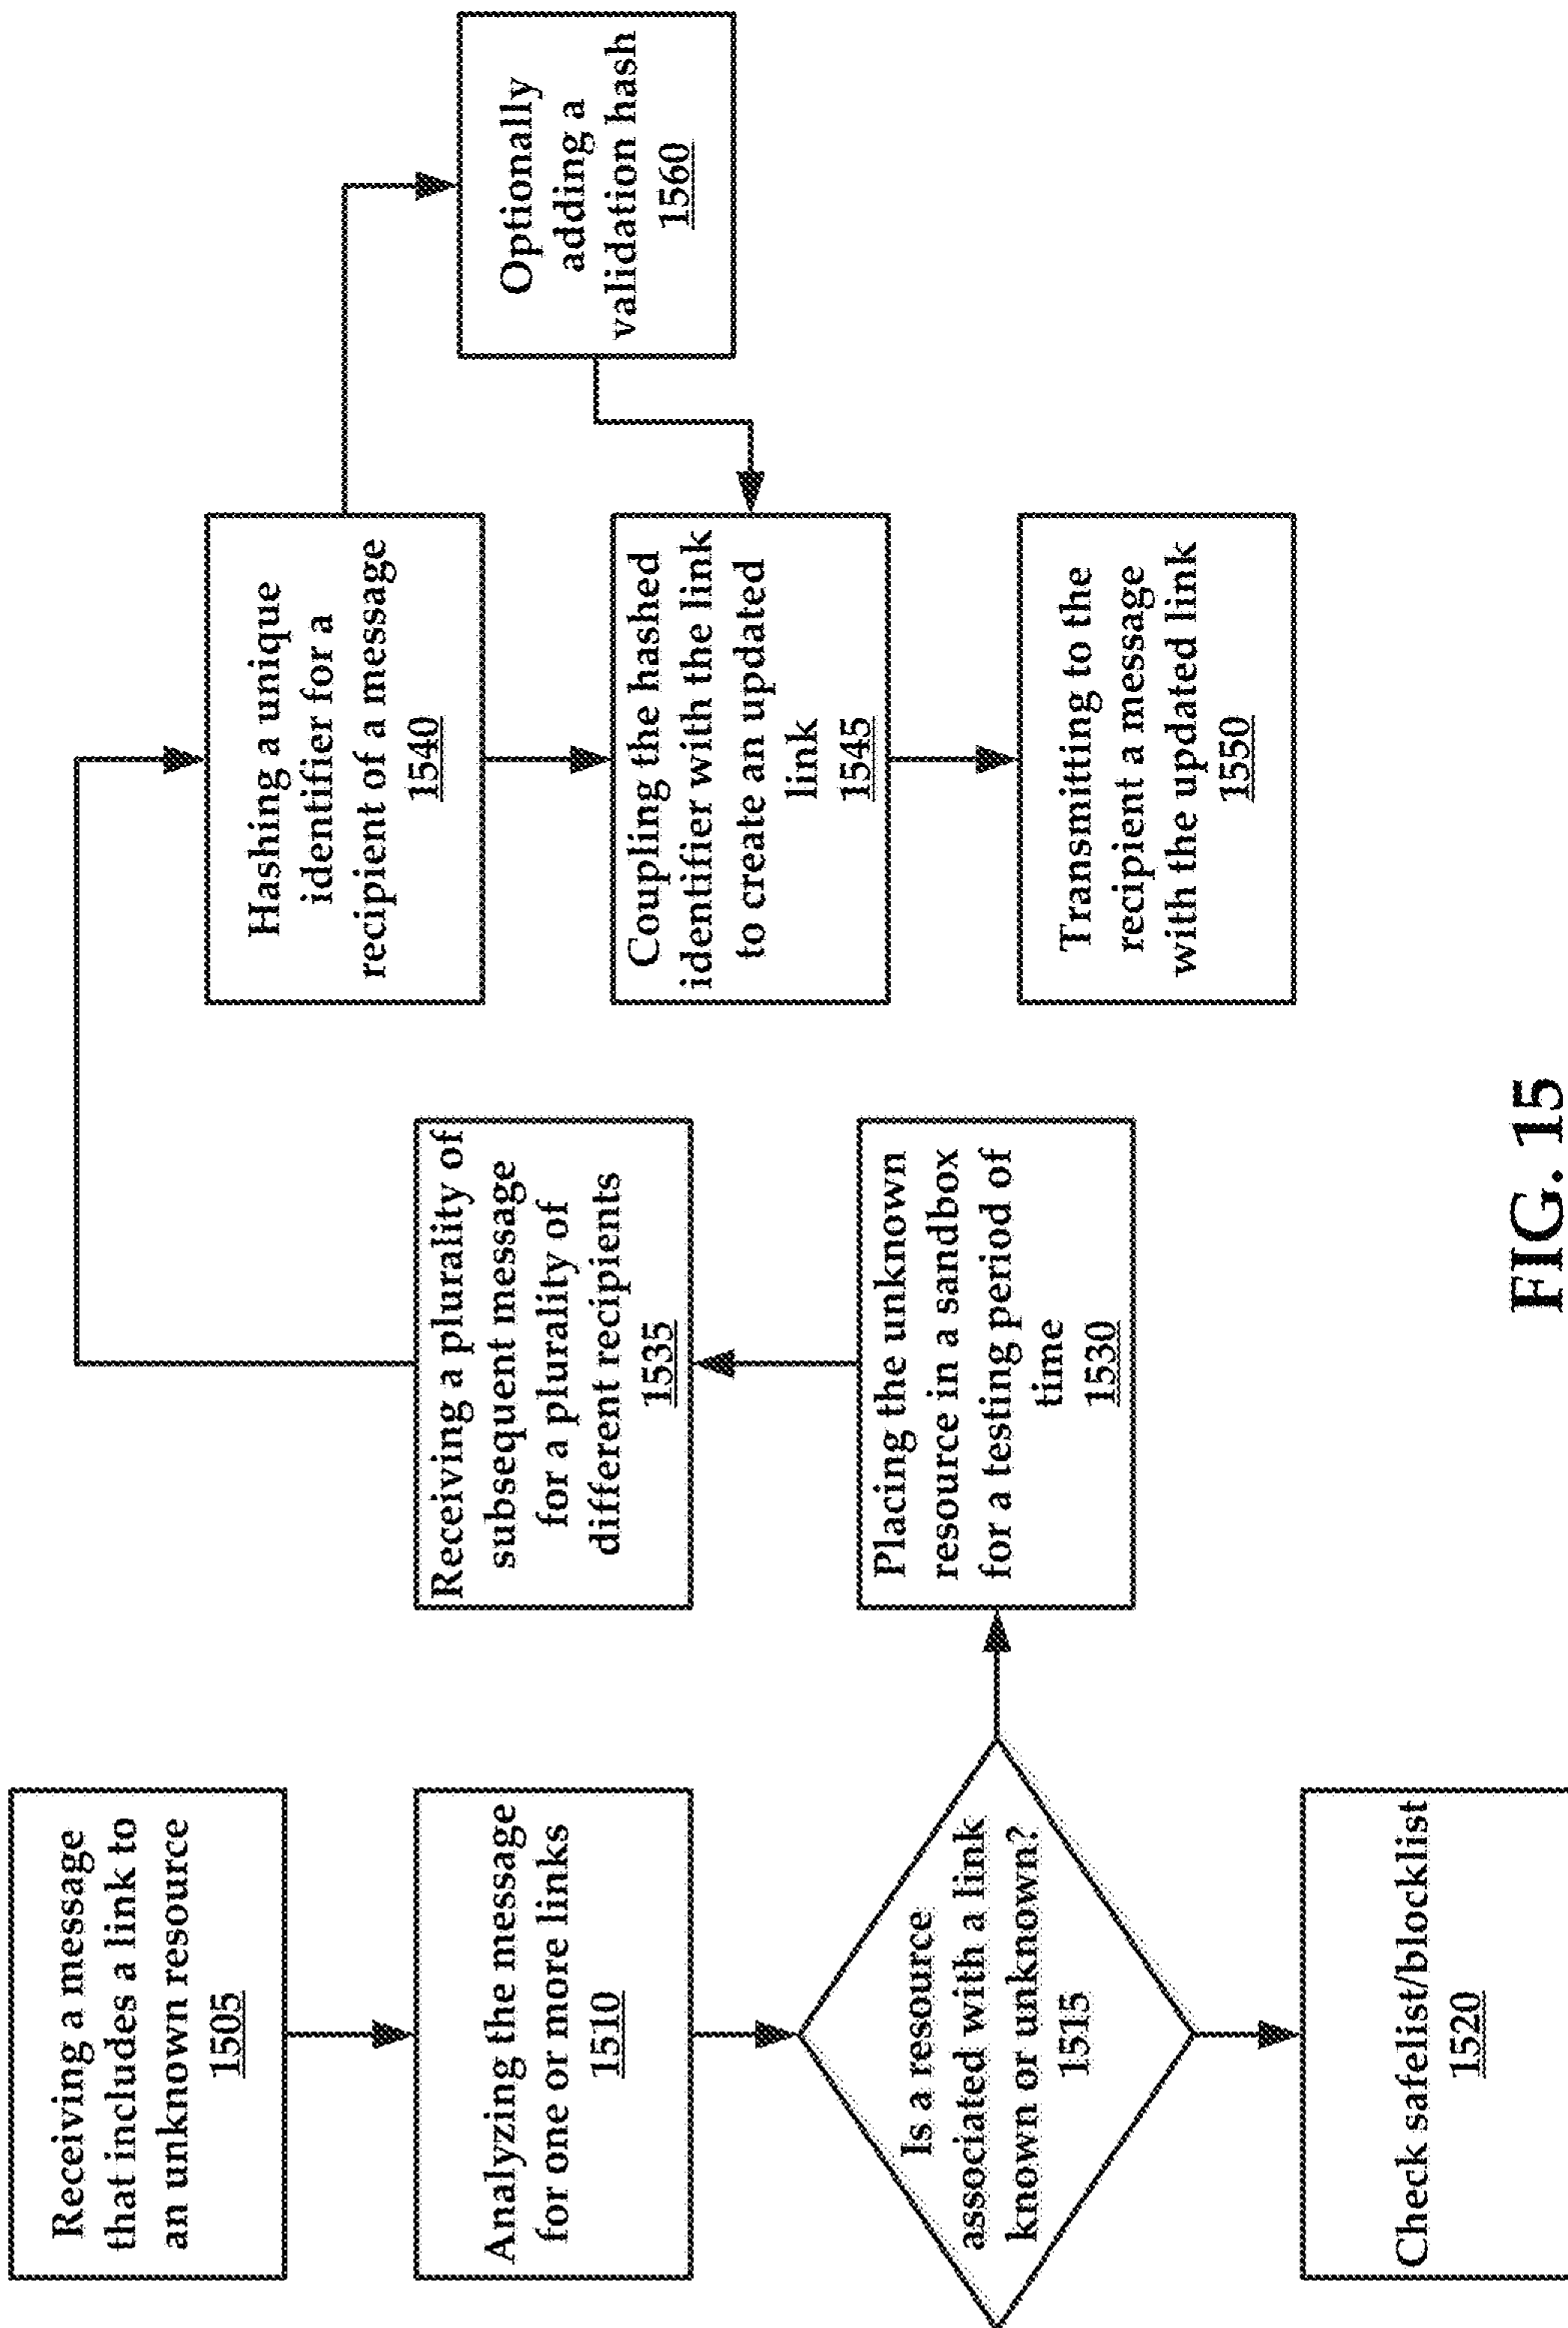 Receiving a message
that includes a link to
an unknown resource
1505
Analyzing the message
for one or more links
1510
Is a resource
associated with a link
known or unknown?
1515
Check safelist/blocklist
1520
Placing the unknown
resource in a sandbox
for a testing period of
time
1530
Receiving a plurality of
subsequent message
for a plurality of
different recipients
1535
Hashing a unique
identifier for a
recipient of a message
1540
Coupling the hashed
identifier with the link
to create an updated
link
1545
Transmitting to the
recipient a message
with the updated link
1550
Optionally
adding a
validation hash
1560
FIG. 15